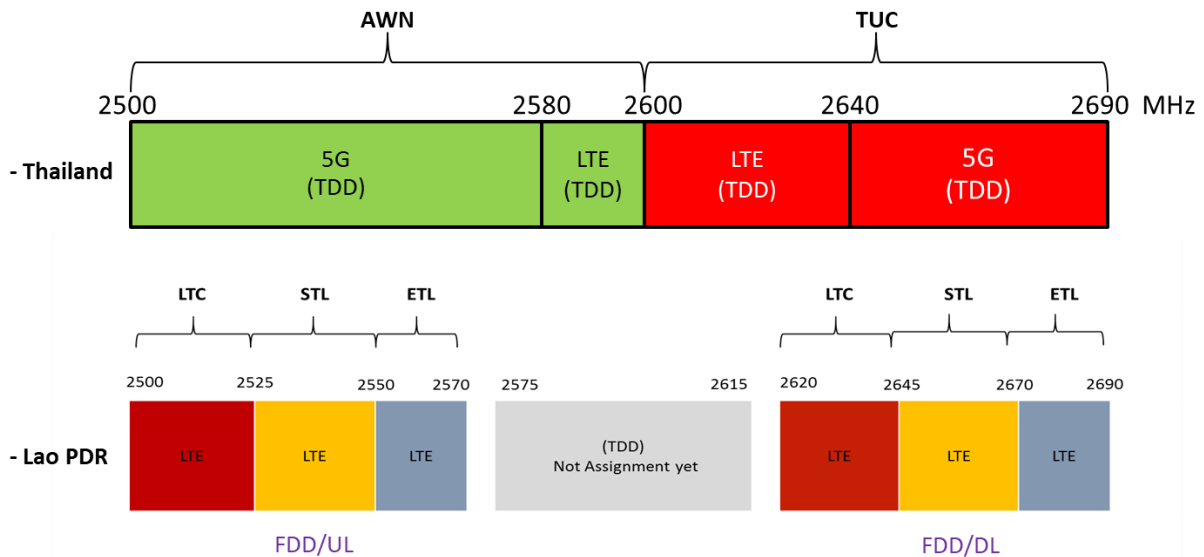 AWN TUC
2500 2580 2600 2640 2690 MHz
- Thailand
5G
(TDD)
LTE
(TDD)
LTE
(TDD)
5G
(TDD)
LTC STL ETL LTC STL ETL
2500 2525 2550 2570 2575 2615 2620 2645 2670 2690
- Lao PDR
LTE LTE LTE
(TDD)
Not Assignment yet
LTE LTE LTE
FDD/UL FDD/DL